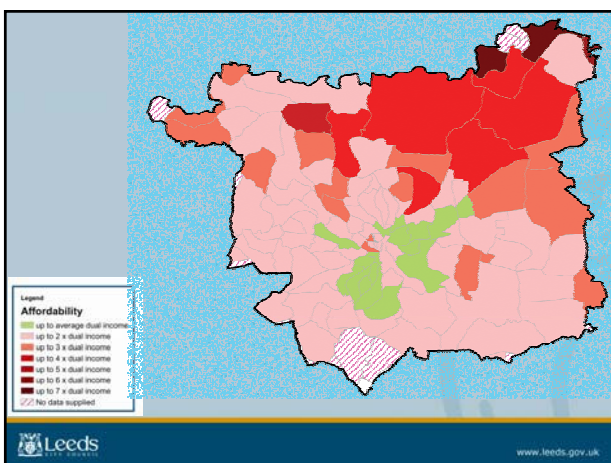 Legend
Affordability
up to average dual income
up to 2 x dual income
up to 3 x dual income
up to 4 x dual income
up to 5 x dual income
up to 6 x dual income
up to 7 x dual income
No data supplied
Leeds
CITY COUNCIL
www.leeds.gov.uk